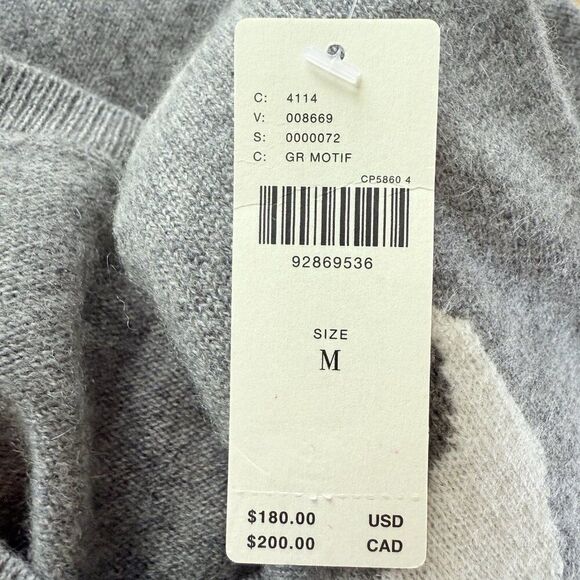 C: 4114
V: 008669
S: 0000072
C: GR MOTIF
CP5860 4
92869536
SIZE
M
$180.00 USD
$200.00 CAD